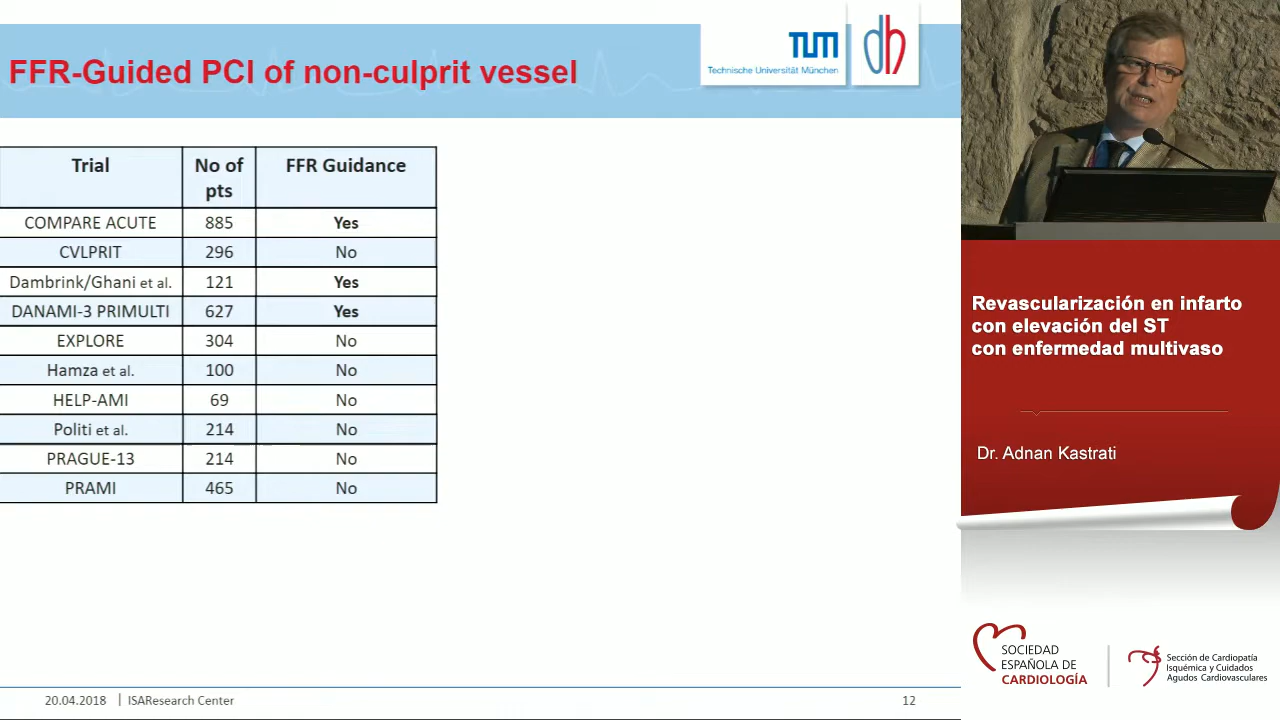 FFR-Guided PCI of non-culprit vessel
TUM
Technische Universität München
Trial No of pts FFR Guidance
COMPARE ACUTE 885 Yes
CVLPRIT 296 No
Dambrink/Ghani et al. 121 Yes
DANAMI-3 PRIMULTI 627 Yes
EXPLORE 304 No
Hamza et al. 100 No
HELP-AMI 69 No
Politi et al. 214 No
PRAGUE-13 214 No
PRAMI 465 No
20.04.2018 | ISAResearch Center 12
Revascularización en infarto
con elevación del ST
con enfermedad multivaso
Dr. Adnan Kastrati
SOCIEDAD
ESPAÑOLA DE
CARDIOLOGÍA
Sección de Cardiopatía
Isquémica y Cuidados
Agudos Cardiovasculares